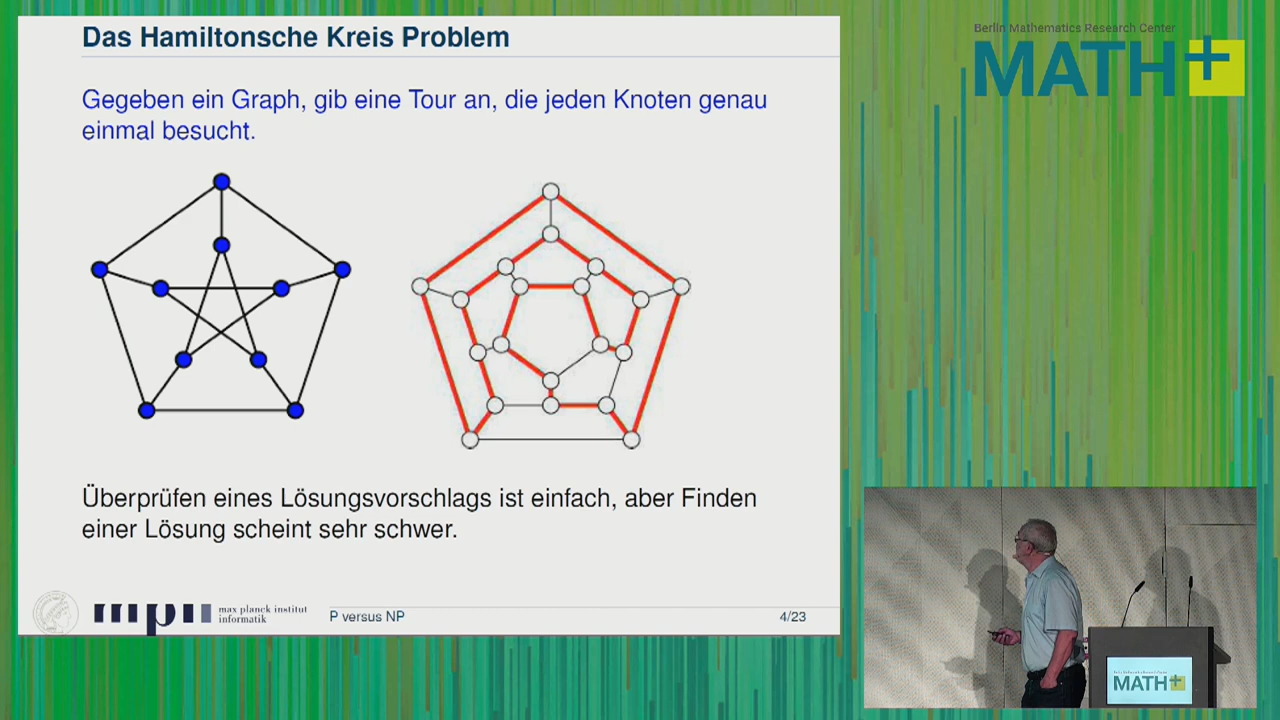 Das Hamiltonsche Kreis Problem
Gegeben ein Graph, gib eine Tour an, die jeden Knoten genau
einmal besucht.
Überprüfen eines Lösungsvorschlags ist einfach, aber Finden
einer Lösung scheint sehr schwer.
mpii max planck institut
informatik
P versus NP
4/23
Berlin Mathematics Research Center
MATH+
MATH+